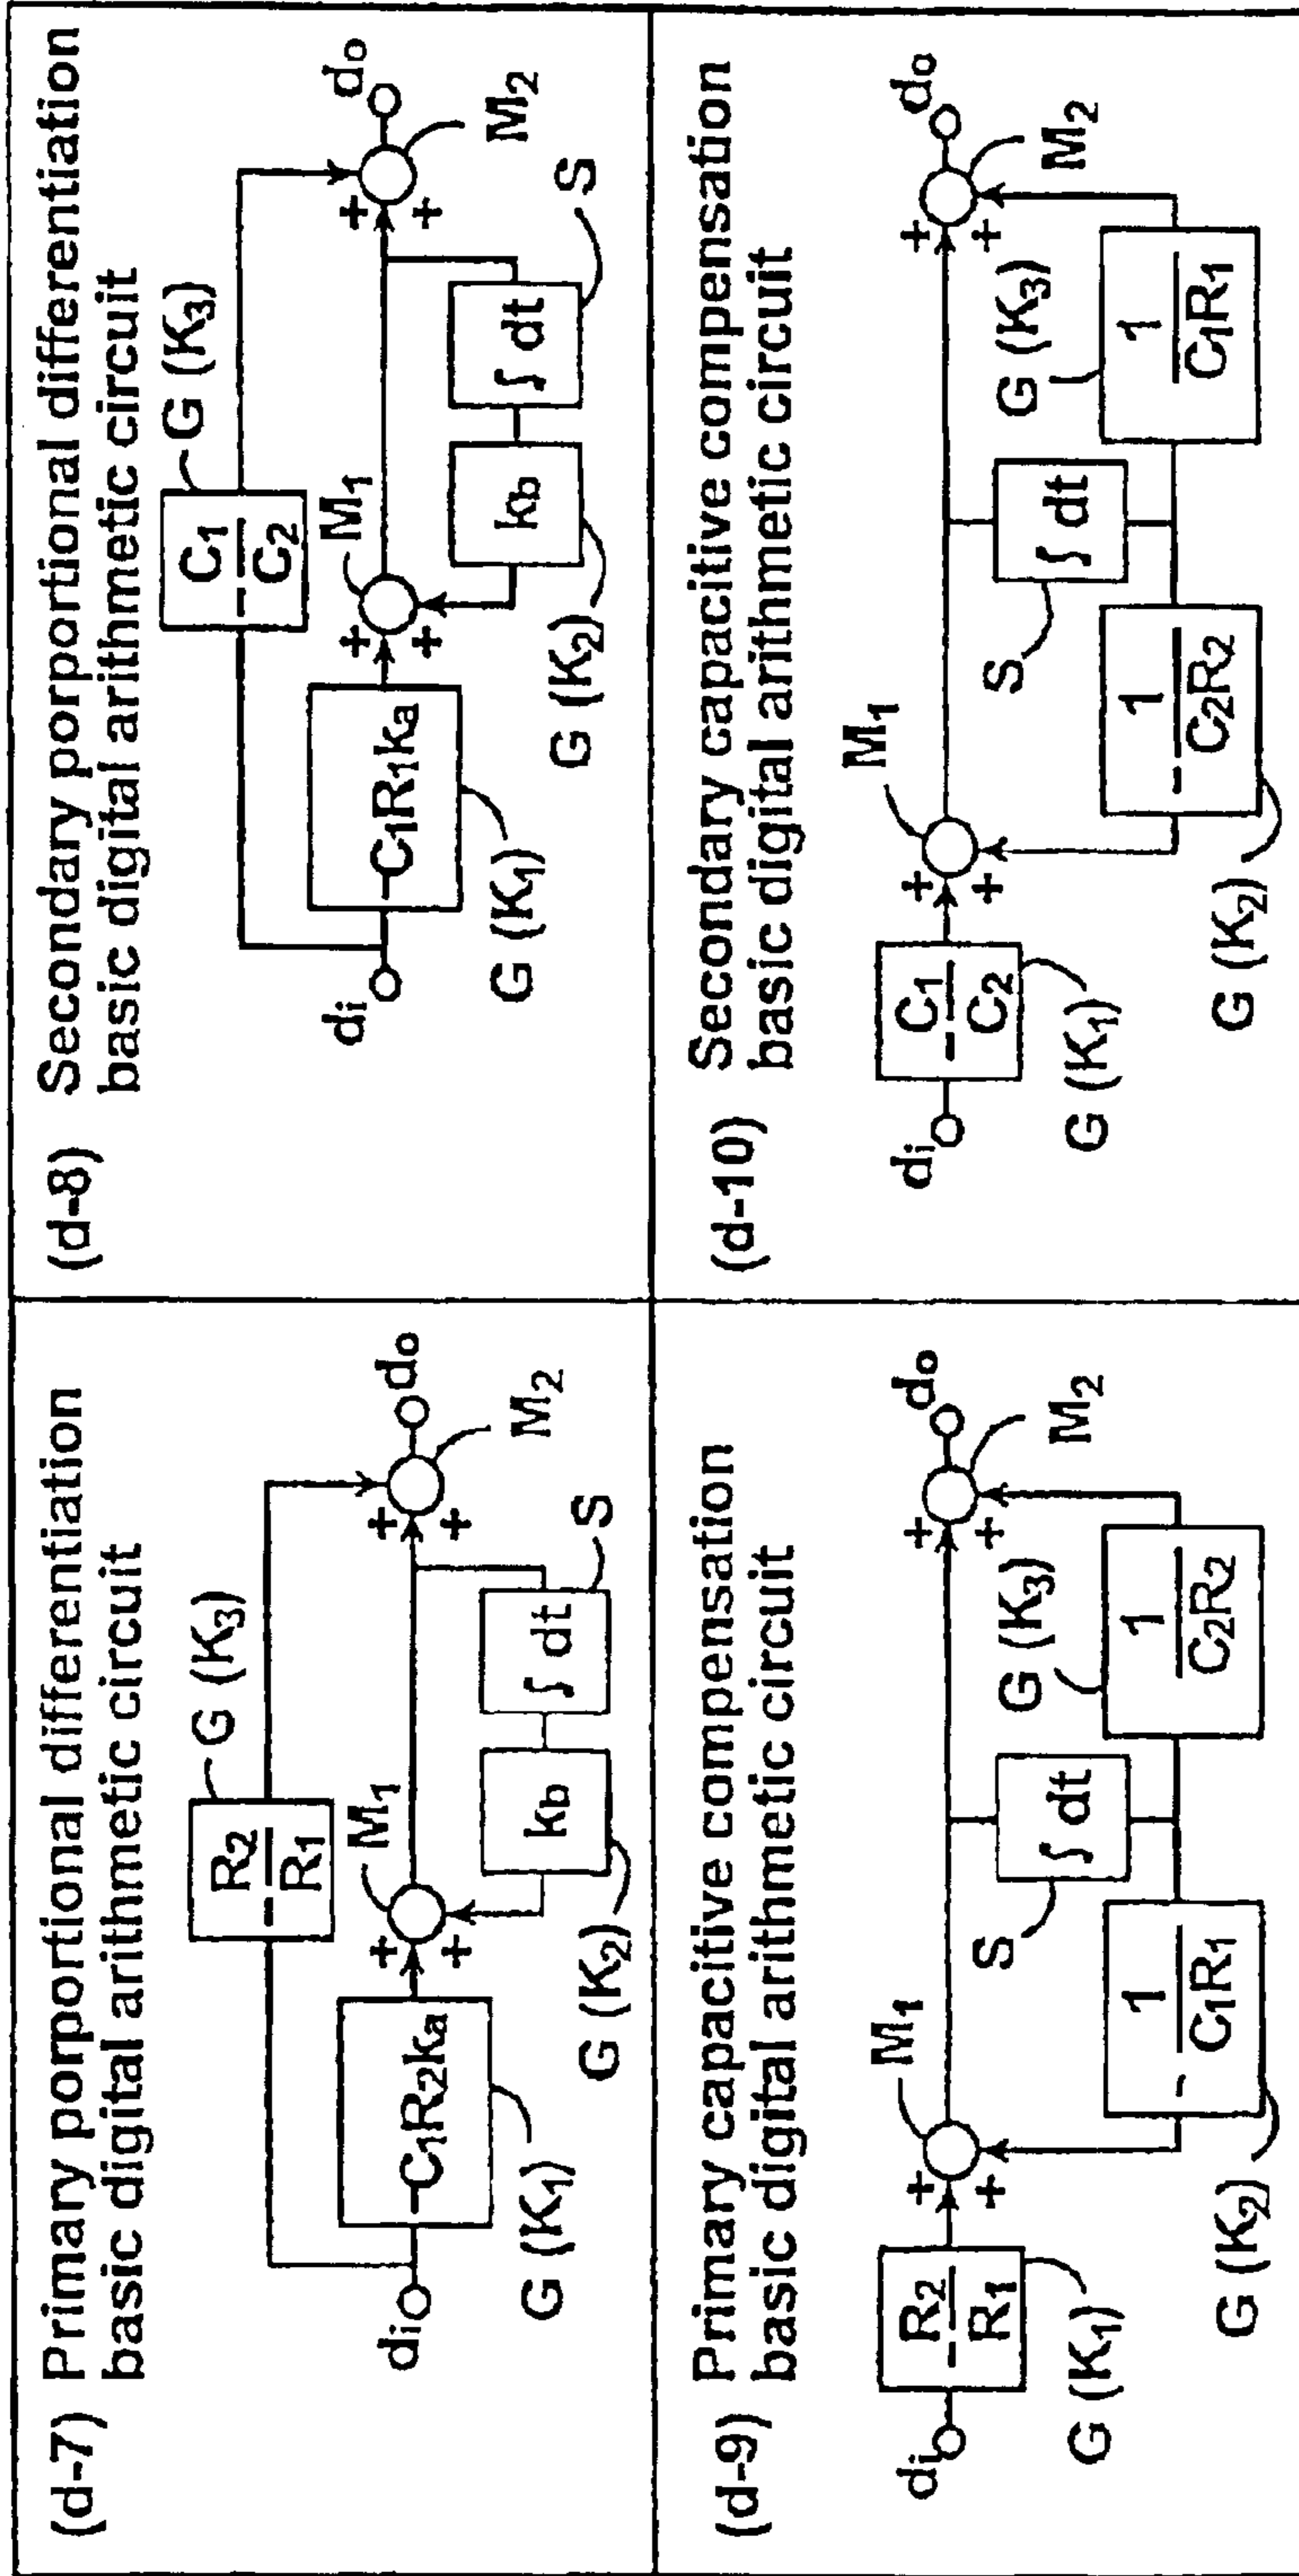 (d-7) Primary porportional differentiation
basic digital arithmetic circuit
G (K₃)
-R₂/R₁
M₁
di
-C₁R₂ka
+
+
+
+
do
M₂
G (K₁)
kb
∫ dt
S
G (K₂)
(d-8) Secondary porportional differentiation
basic digital arithmetic circuit
G (K₃)
-C₁/C₂
M₁
di
-C₁R₁ka
+
+
+
+
do
M₂
G (K₁)
kb
∫ dt
S
G (K₂)
(d-9) Primary capacitive compensation
basic digital arithmetic circuit
M₁
di
-R₂/R₁
+
+
+
+
do
M₂
G (K₁)
S
∫ dt
G (K₃)
-1/C₁R₁
1/C₂R₂
G (K₂)
(d-10) Secondary capacitive compensation
basic digital arithmetic circuit
M₁
di
-C₁/C₂
+
+
+
+
do
M₂
G (K₁)
S
∫ dt
G (K₃)
-1/C₂R₂
1/C₁R₁
G (K₂)